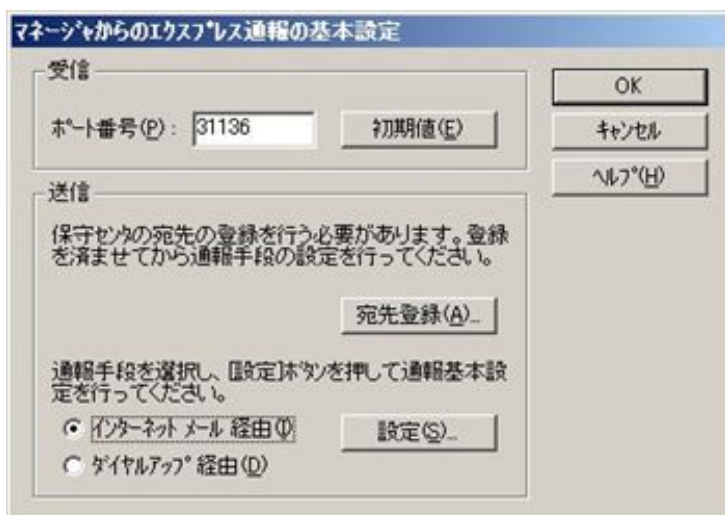 マネージャからのエクスプレス通報の基本設定
受信
ポート番号(P):
31136
初期値(E)
OK
キャンセル
ヘルプ(H)
送信
保守センタの宛先の登録を行う必要があります。登録
を済ませてから通報手段の設定を行ってください。
宛先登録(A)...
通報手段を選択し、[設定]ボタンを押して通報基本設
定を行ってください。
インターネット メール 経由(I)
設定(S)...
ダイヤルアップ 経由(D)